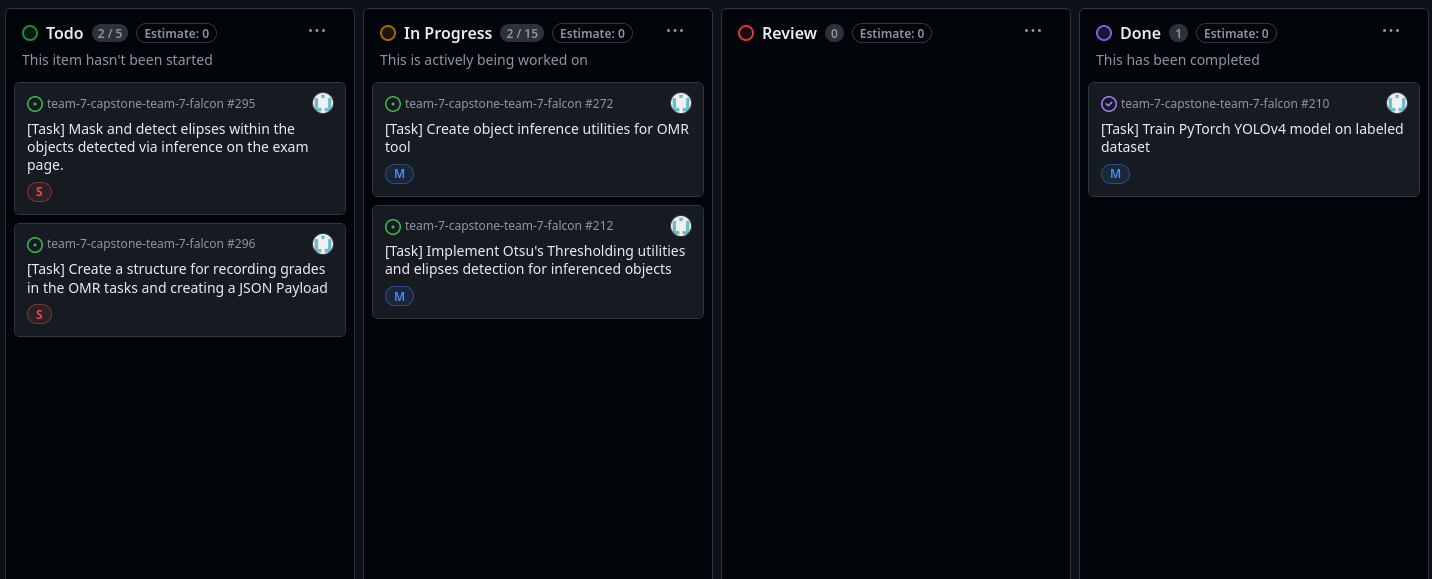 Todo 2 / 5 Estimate: 0 ...
This item hasn't been started
team-7-capstone-team-7-falcon #295
[Task] Mask and detect elipses within the
objects detected via inference on the exam
page.
S
team-7-capstone-team-7-falcon #296
[Task] Create a structure for recording grades
in the OMR tasks and creating a JSON Payload
S
In Progress 2 / 15 Estimate: 0 ...
This is actively being worked on
team-7-capstone-team-7-falcon #272
[Task] Create object inference utilities for OMR
tool
M
team-7-capstone-team-7-falcon #212
[Task] Implement Otsu's Thresholding utilities
and elipses detection for inferenced objects
M
Review 0 Estimate: 0 ...
Done 1 Estimate: 0 ...
This has been completed
team-7-capstone-team-7-falcon #210
[Task] Train PyTorch YOLOv4 model on labeled
dataset
M